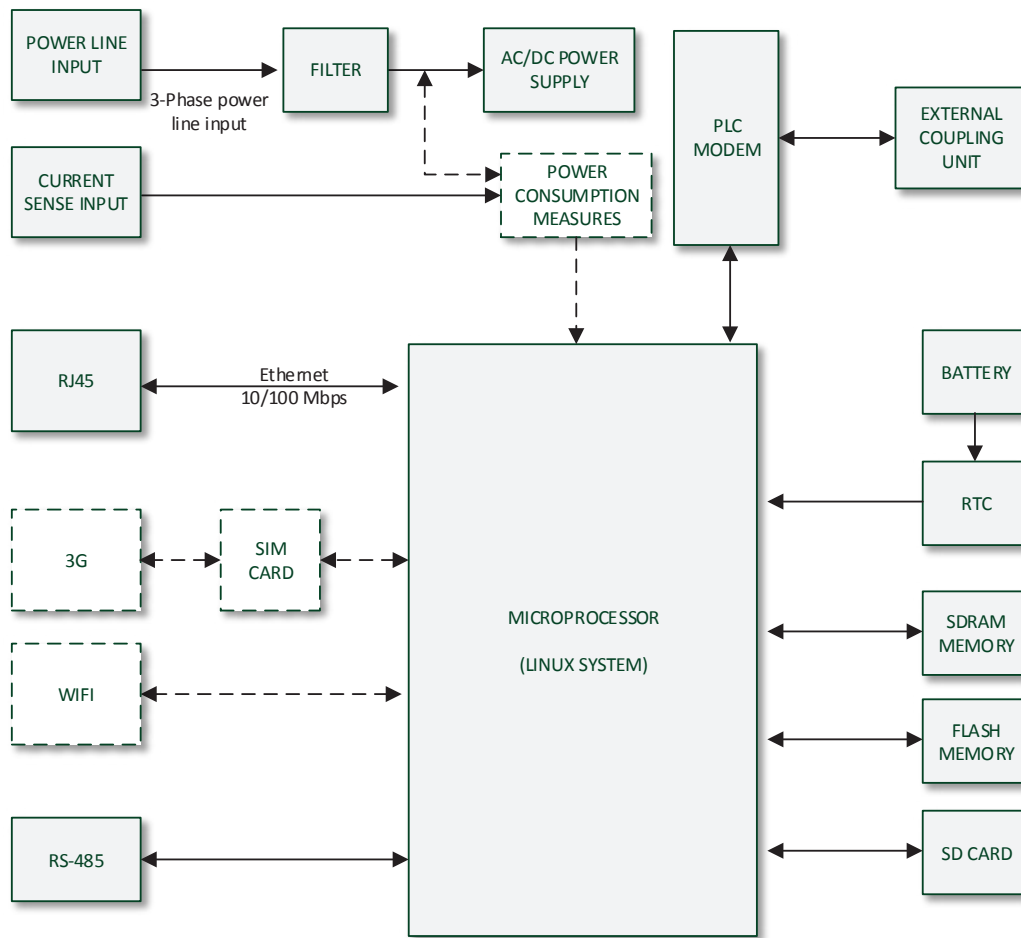 POWER LINE
INPUT
3-Phase power
line input
FILTER
AC/DC POWER
SUPPLY
PLC
MODEM
EXTERNAL
COUPLING
UNIT
CURRENT
SENSE INPUT
POWER
CONSUMPTION
MEASURES
RJ45
Ethernet
10/100 Mbps
BATTERY
RTC
3G
SIM
CARD
MICROPROCESSOR
(LINUX SYSTEM)
SDRAM
MEMORY
WIFI
FLASH
MEMORY
RS-485
SD CARD